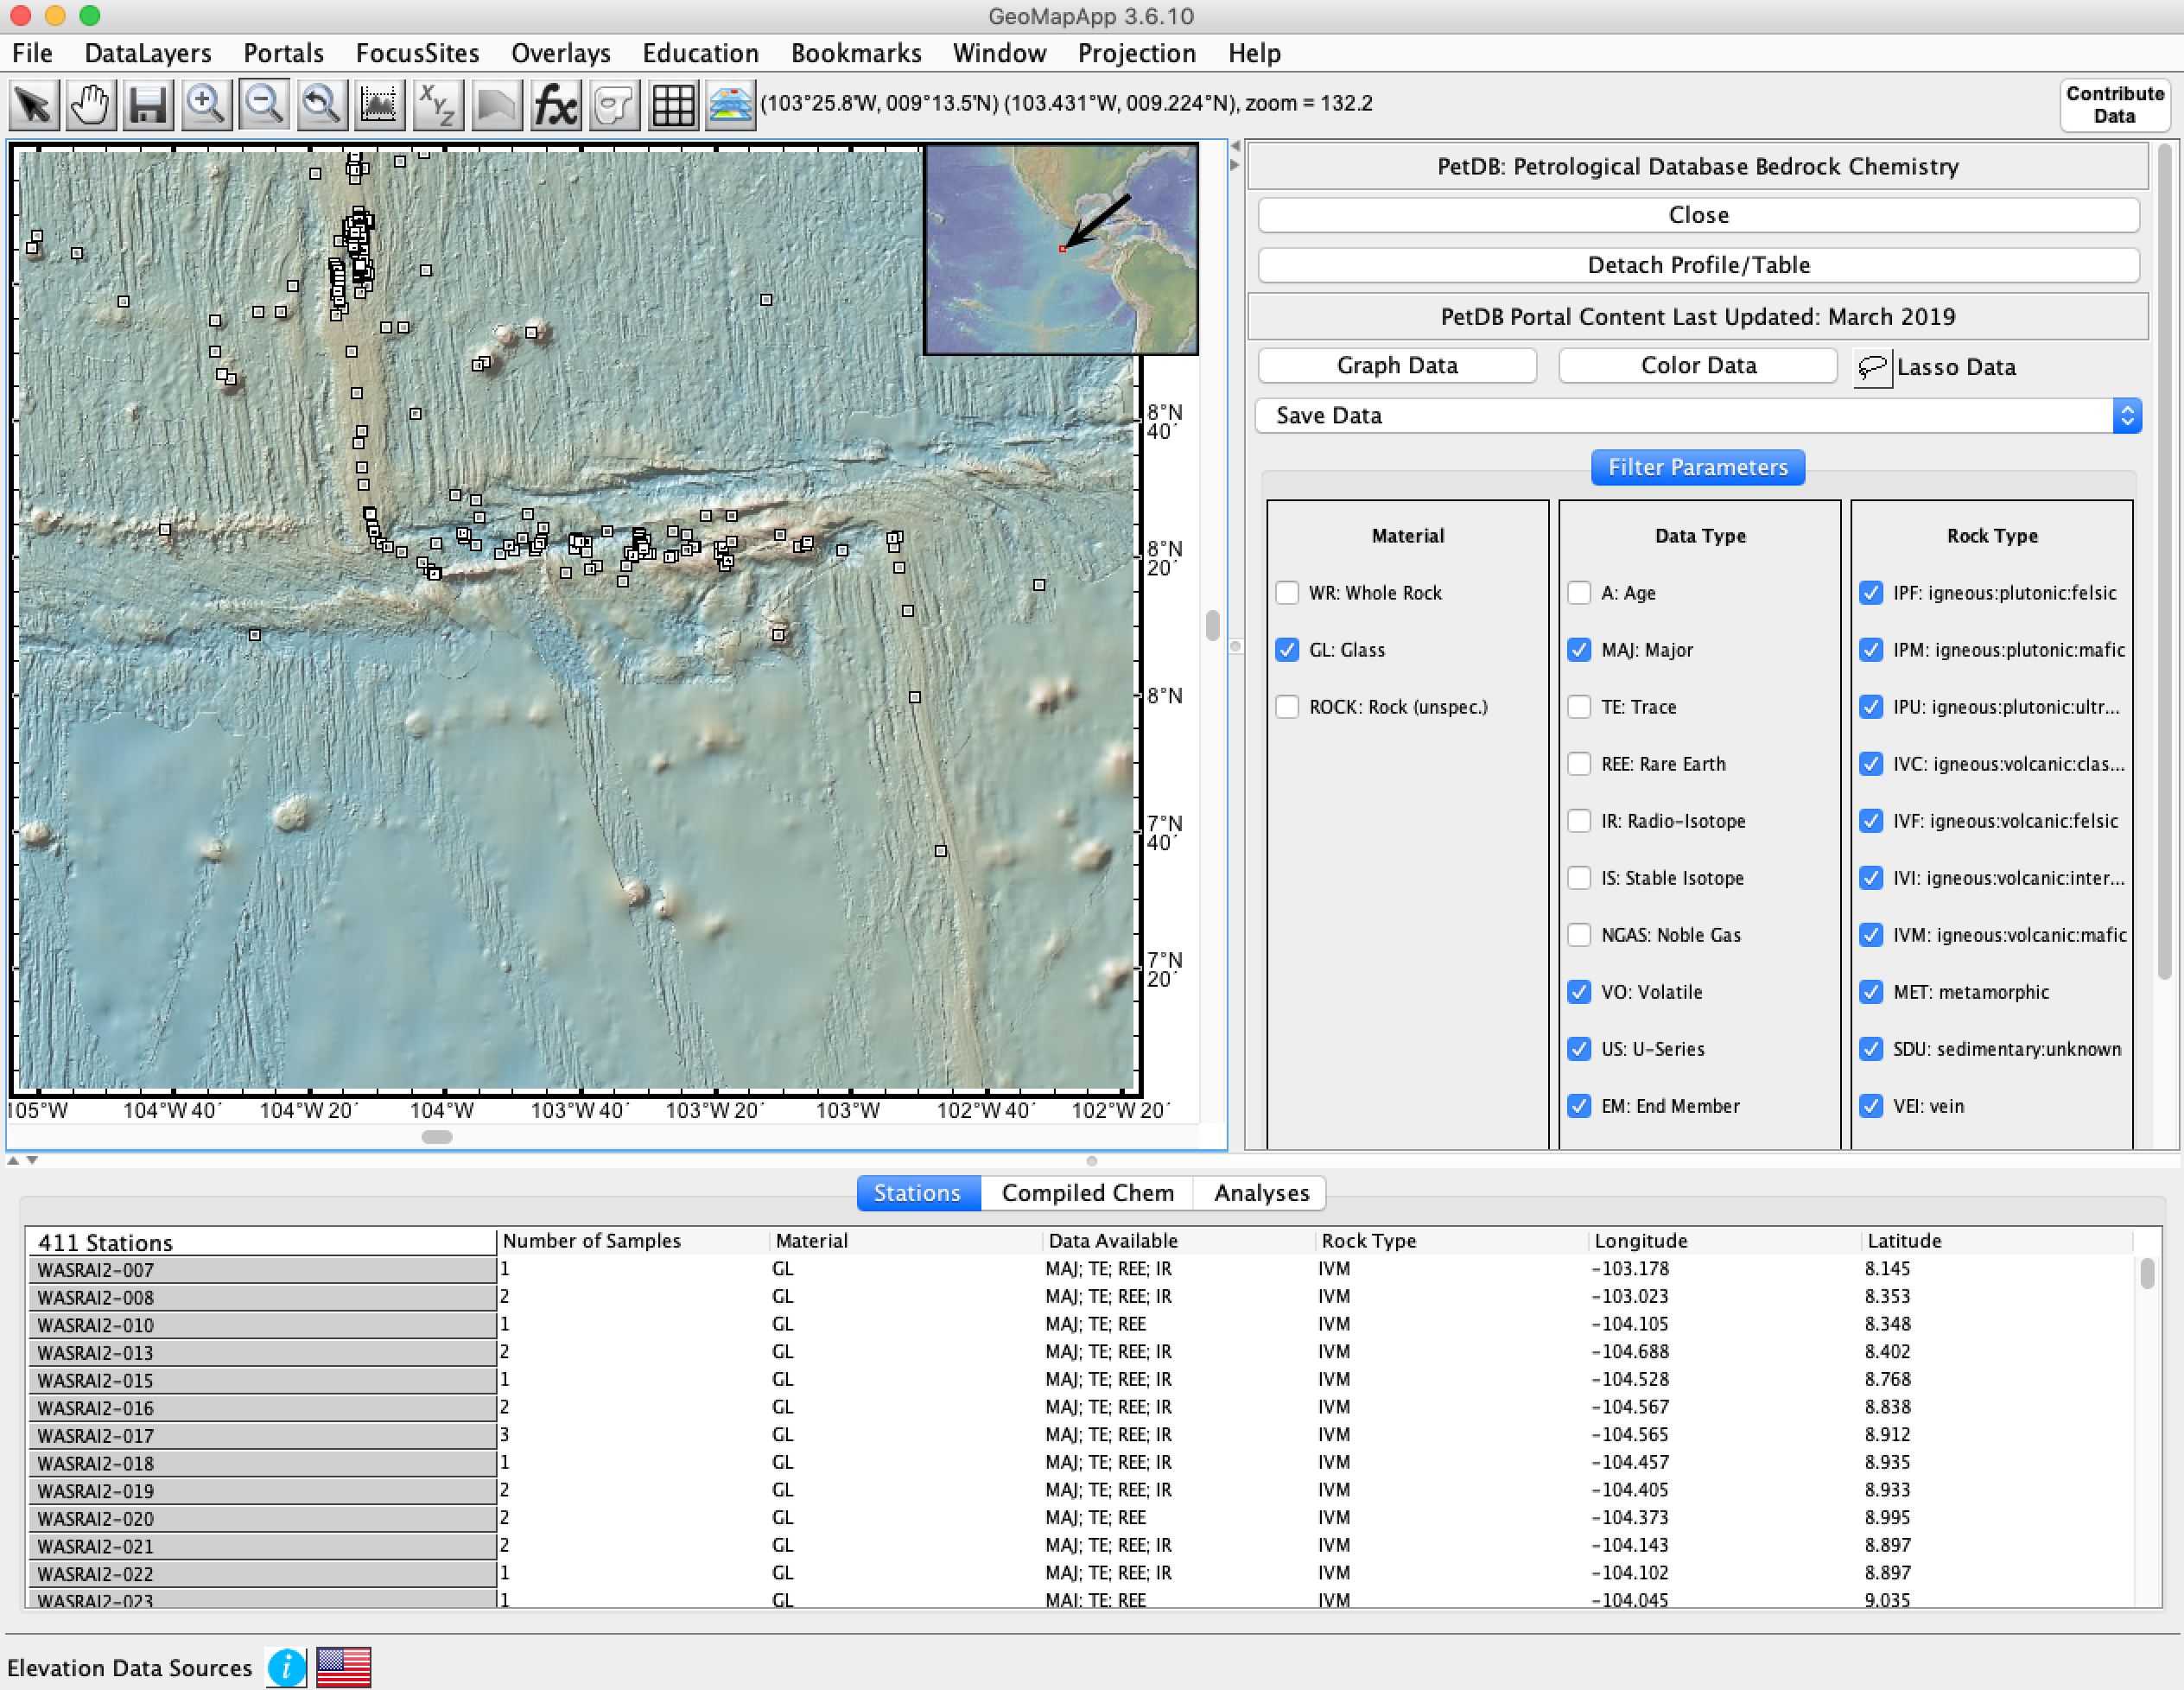 GeoMapApp 3.6.10
File DataLayers Portals FocusSites Overlays Education Bookmarks Window Projection Help
XYZ fx (103°25.8'W, 009°13.5'N) (103.431°W, 009.224°N), zoom = 132.2
Contribute
Data
8°N
40´
8°N
20´
8°N
7°N
40´
7°N
20´
105°W 104°W 40´ 104°W 20´ 104°W 103°W 40´ 103°W 20´ 103°W 102°W 40´ 102°W 20´
PetDB: Petrological Database Bedrock Chemistry
Close
Detach Profile/Table
PetDB Portal Content Last Updated: March 2019
Graph Data Color Data Lasso Data
Save Data
Filter Parameters
Material
WR: Whole Rock
GL: Glass
ROCK: Rock (unspec.)
Data Type
A: Age
MAJ: Major
TE: Trace
REE: Rare Earth
IR: Radio-Isotope
IS: Stable Isotope
NGAS: Noble Gas
VO: Volatile
US: U-Series
EM: End Member
Rock Type
IPF: igneous:plutonic:felsic
IPM: igneous:plutonic:mafic
IPU: igneous:plutonic:ultr...
IVC: igneous:volcanic:clas...
IVF: igneous:volcanic:felsic
IVI: igneous:volcanic:inter...
IVM: igneous:volcanic:mafic
MET: metamorphic
SDU: sedimentary:unknown
VEI: vein
Stations Compiled Chem Analyses
411 Stations Number of Samples Material Data Available Rock Type Longitude Latitude
WASRAI2-007 1 GL MAJ; TE; REE; IR IVM -103.178 8.145
WASRAI2-008 2 GL MAJ; TE; REE; IR IVM -103.023 8.353
WASRAI2-010 1 GL MAJ; TE; REE IVM -104.105 8.348
WASRAI2-013 2 GL MAJ; TE; REE; IR IVM -104.688 8.402
WASRAI2-015 1 GL MAJ; TE; REE; IR IVM -104.528 8.768
WASRAI2-016 2 GL MAJ; TE; REE; IR IVM -104.567 8.838
WASRAI2-017 3 GL MAJ; TE; REE; IR IVM -104.565 8.912
WASRAI2-018 1 GL MAJ; TE; REE; IR IVM -104.457 8.935
WASRAI2-019 2 GL MAJ; TE; REE; IR IVM -104.405 8.933
WASRAI2-020 2 GL MAJ; TE; REE IVM -104.373 8.995
WASRAI2-021 2 GL MAJ; TE; REE; IR IVM -104.143 8.897
WASRAI2-022 1 GL MAJ; TE; REE; IR IVM -104.102 8.897
WASRAI2-023 1 GL MAJ; TE; REE IVM -104.045 9.035
Elevation Data Sources i